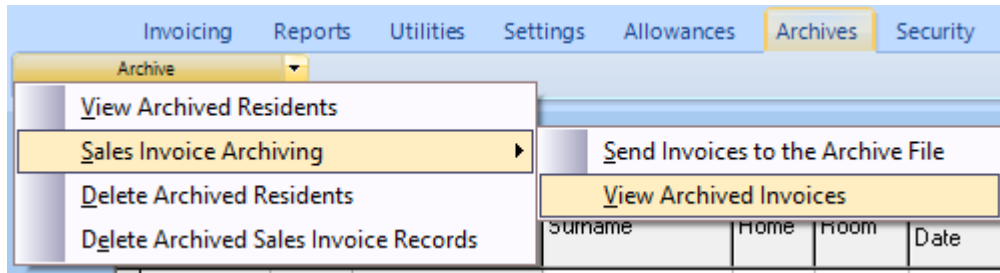 Invoicing Reports Utilities Settings Allowances Archives Security
Archive
View Archived Residents
Sales Invoice Archiving
Send Invoices to the Archive File
Delete Archived Residents
View Archived Invoices
Delete Archived Sales Invoice Records
Surname Home Room Date